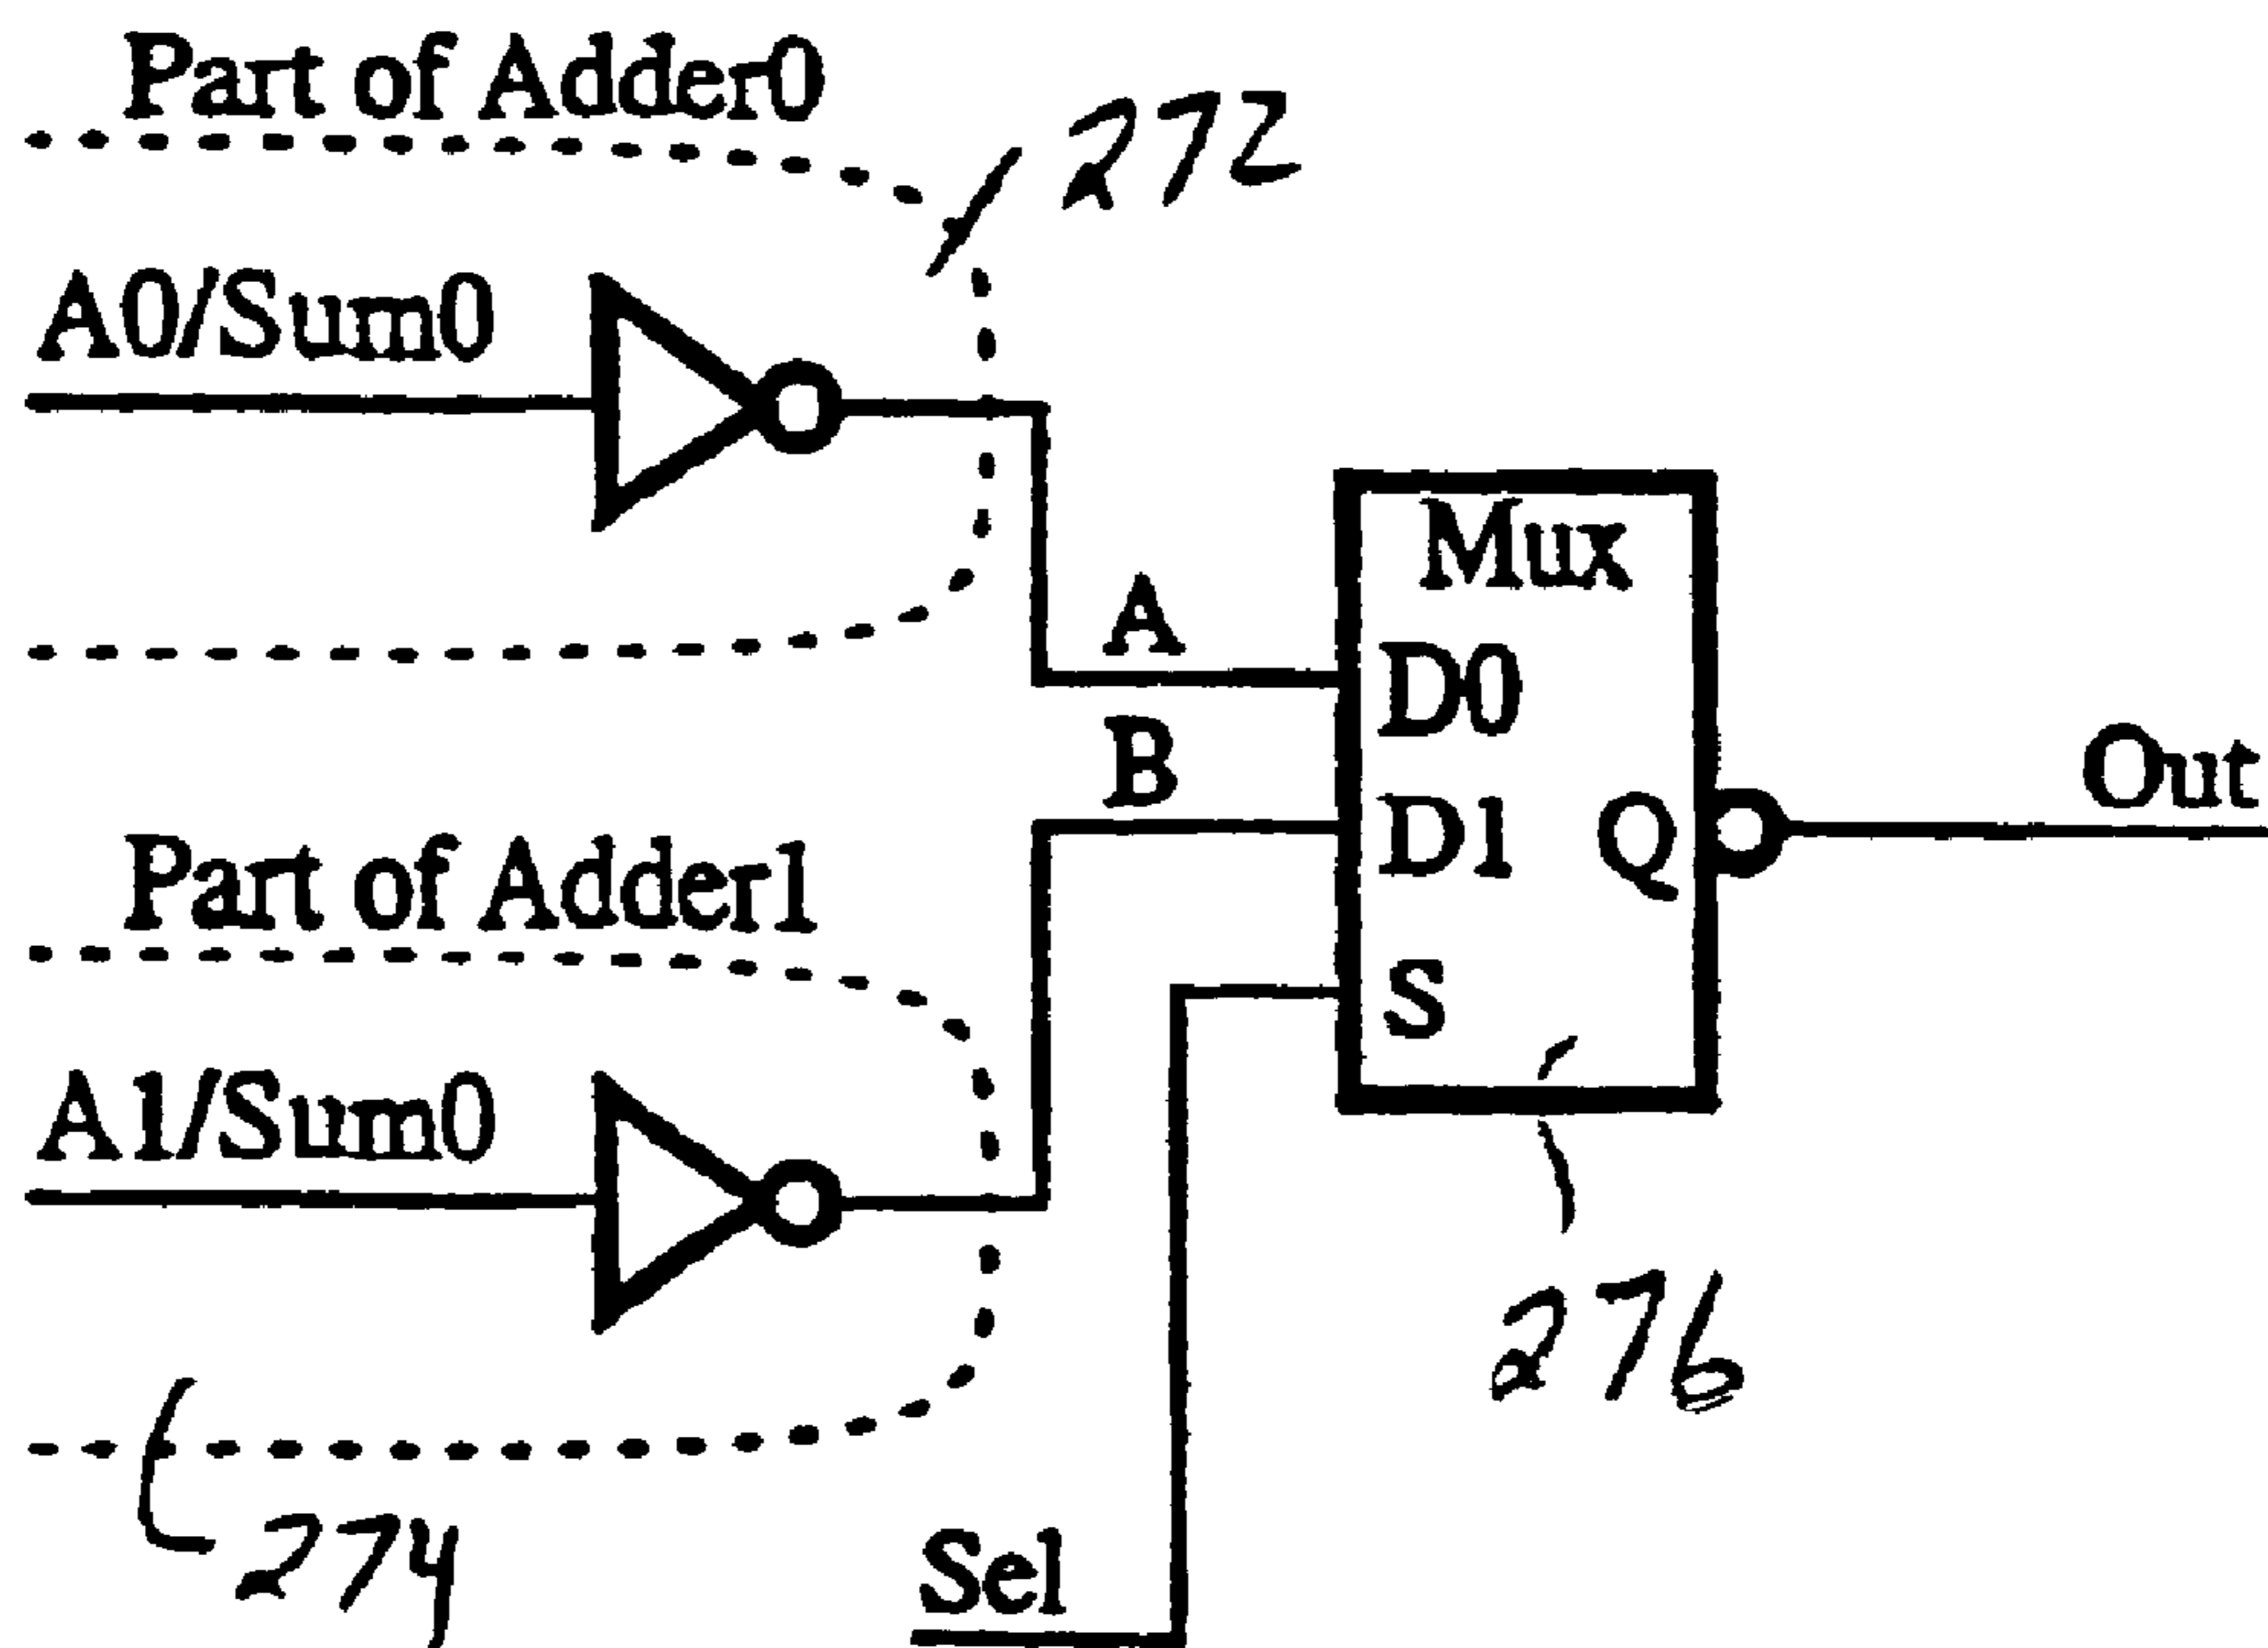 Part of Adder0
272
A0/Sum0
Mux
A
D0
B
Out
D1 Q
Part of Adder1
S
A1/Sum0
276
274
Sel